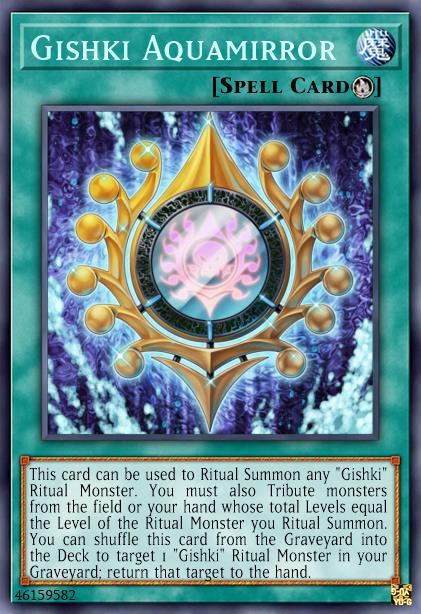 Gishki Aquamirror
[Spell Card]
This card can be used to Ritual Summon any "Gishki"
Ritual Monster. You must also Tribute monsters
from the field or your hand whose total Levels equal
the Level of the Ritual Monster you Ritual Summon.
You can shuffle this card from the Graveyard into
the Deck to target 1 "Gishki" Ritual Monster in your
Graveyard; return that target to the hand.
46159582